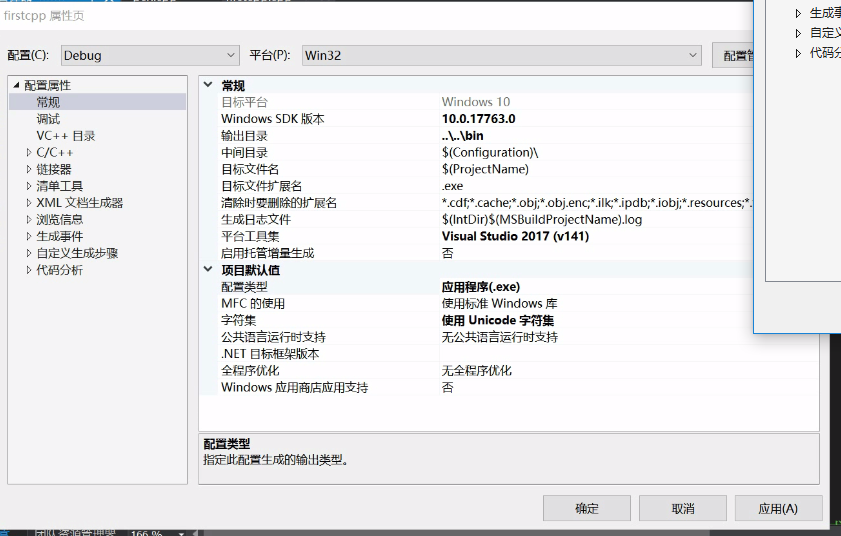 firstcpp 属性页
生成事
自定义
代码分
配置(C): Debug 平台(P): Win32 配置管
配置属性
常规
调试
VC++ 目录
C/C++
链接器
清单工具
XML 文档生成器
浏览信息
生成事件
自定义生成步骤
代码分析
常规
目标平台 Windows 10
Windows SDK 版本 10.0.17763.0
输出目录 ..\..\bin
中间目录 $(Configuration)\
目标文件名 $(ProjectName)
目标文件扩展名 .exe
清除时要删除的扩展名 *.cdf;*.cache;*.obj;*.obj.enc;*.ilk;*.ipdb;*.iobj;*.resources;*.
生成日志文件 $(IntDir)$(MSBuildProjectName).log
平台工具集 Visual Studio 2017 (v141)
启用托管增量生成 否
项目默认值
配置类型 应用程序(.exe)
MFC 的使用 使用标准 Windows 库
字符集 使用 Unicode 字符集
公共语言运行时支持 无公共语言运行时支持
.NET 目标框架版本
全程序优化 无全程序优化
Windows 应用商店应用支持 否
配置类型
指定此配置生成的输出类型。
确定 取消 应用(A)
团队资源管理器 166 %